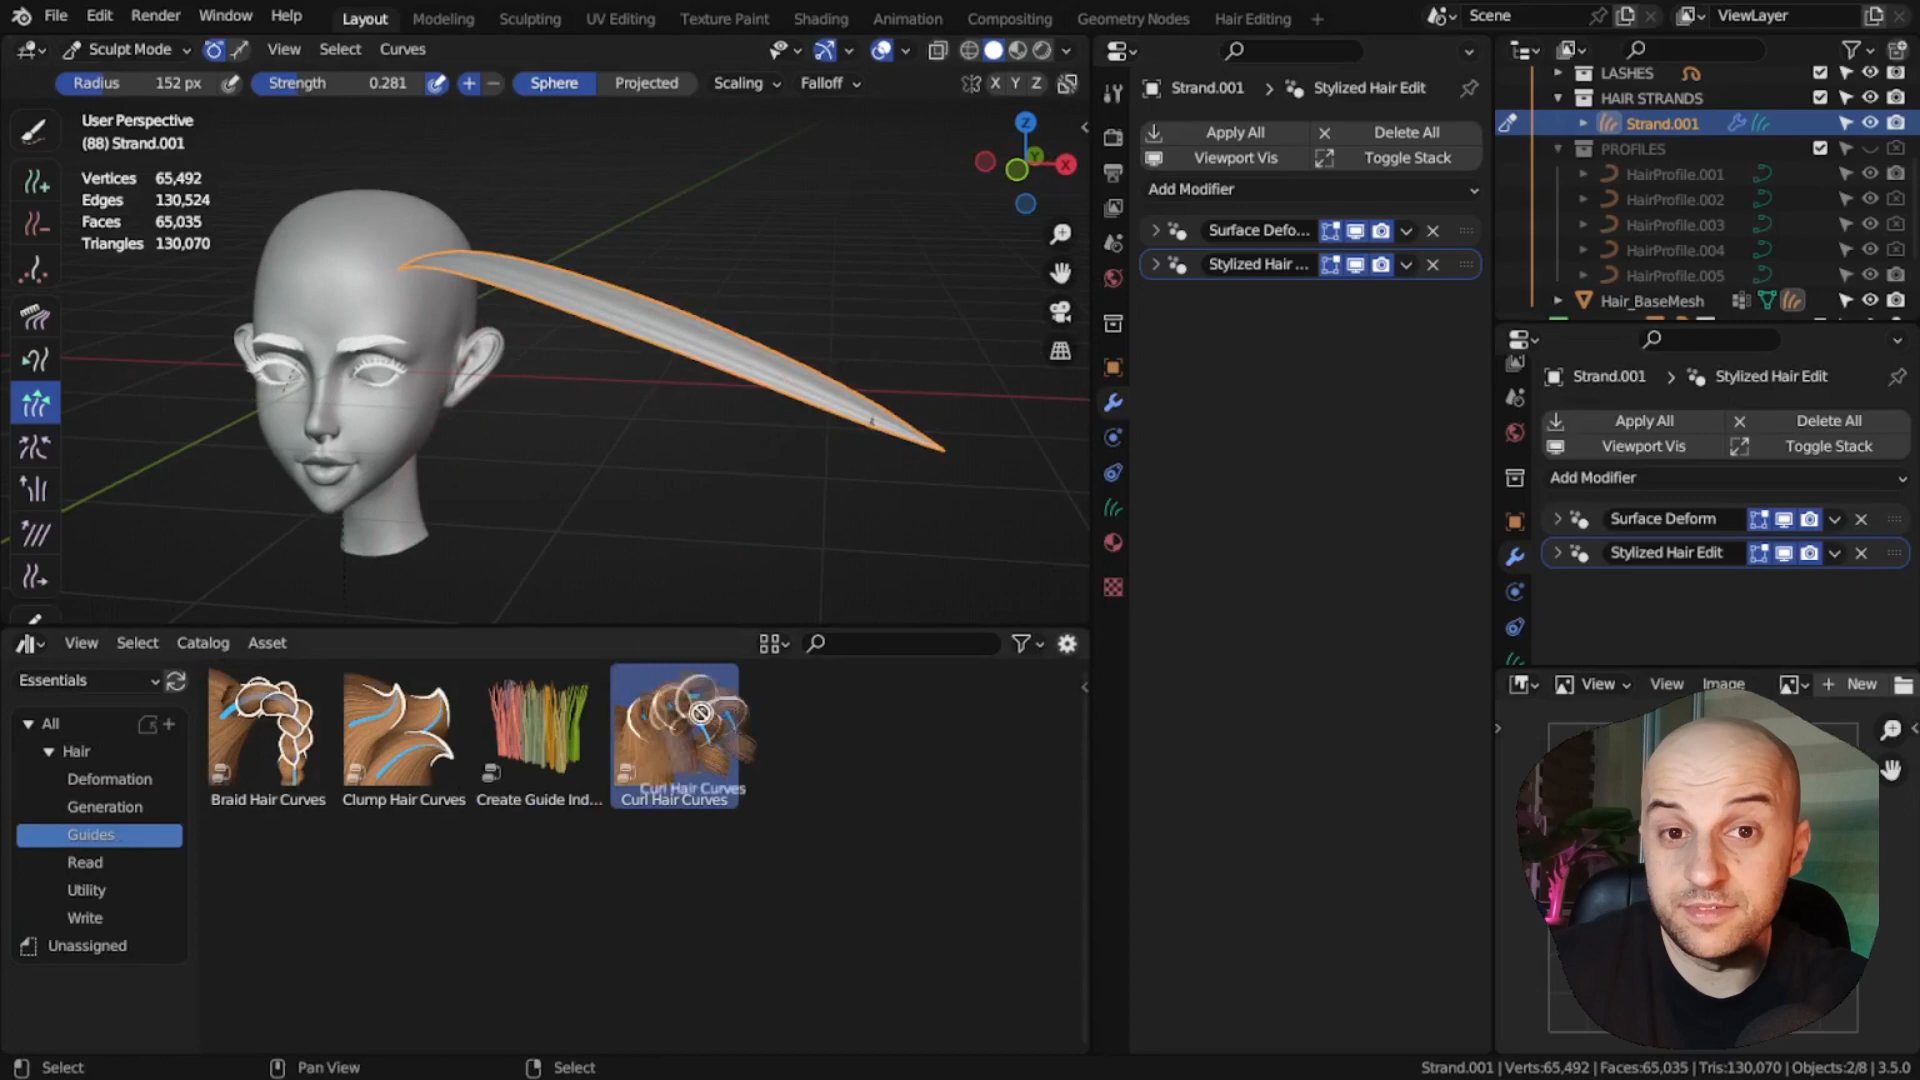 File Edit Render Window Help
Layout Modeling Sculpting UV Editing Texture Paint Shading Animation Compositing Geometry Nodes Hair Editing +
Scene
ViewLayer
Sculpt Mode View Select Curves
Radius 152 px Strength 0.281 + − Sphere Projected Scaling Falloff X Y Z
User Perspective
(88) Strand.001
Vertices 65,492
Edges 130,524
Faces 65,035
Triangles 130,070
Z
Y
X
Strand.001 > Stylized Hair Edit
Apply All Delete All
Viewport Vis Toggle Stack
Add Modifier
Surface Defo...
Stylized Hair ...
LASHES
HAIR STRANDS
Strand.001
PROFILES
HairProfile.001
HairProfile.002
HairProfile.003
HairProfile.004
HairProfile.005
Hair_BaseMesh
Strand.001 > Stylized Hair Edit
Apply All Delete All
Viewport Vis Toggle Stack
Add Modifier
Surface Deform
Stylized Hair Edit
View View Image + New
View Select Catalog Asset
Essentials
All
Hair
Deformation
Generation
Guides
Read
Utility
Write
Unassigned
Braid Hair Curves
Clump Hair Curves
Create Guide Ind...
Curl Hair Curves
Curl Hair Curves
Select Pan View Select
Strand.001 | Verts:65,492 | Faces:65,035 | Tris:130,070 | Objects:2/8 | 3.5.0